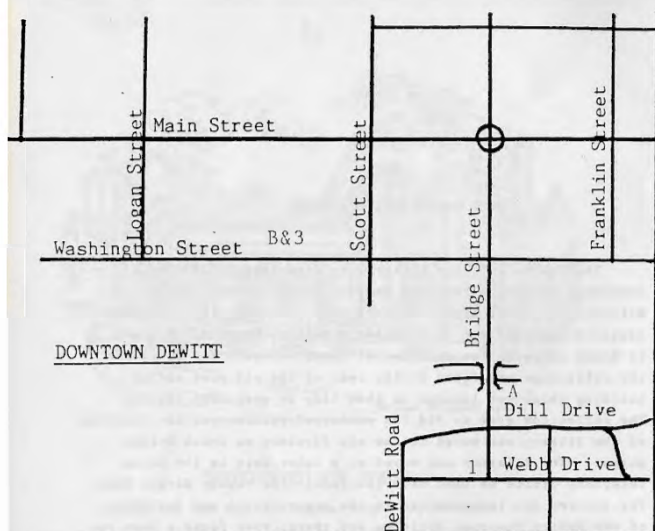 Logan Street
Main Street
Scott Street
Franklin Street
Bridge Street
B&3
Washington Street
DOWNTOWN DEWITT
A
Dill Drive
DeWitt Road
1
Webb Drive